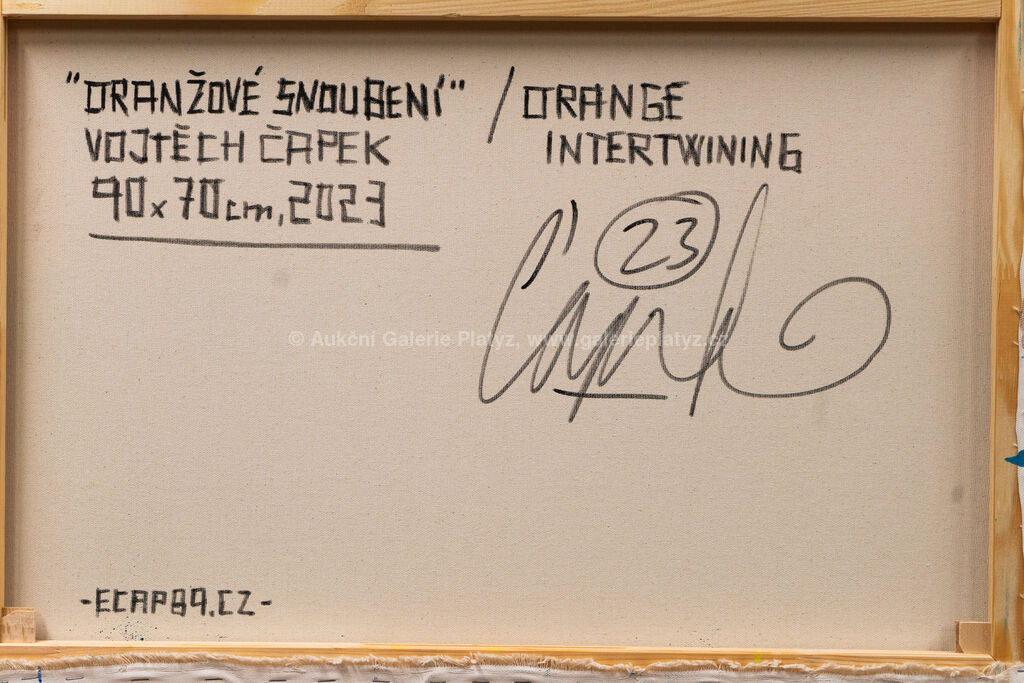 "ORANŽOVÉ SNOUBENÍ" / ORANGE
INTERTWINING
VOJTĚCH ČAPEK
90x70cm, 2023
23
Čapek
© Aukční Galerie Platýz, www.galerieplatyz.cz
-ECAP89.CZ-